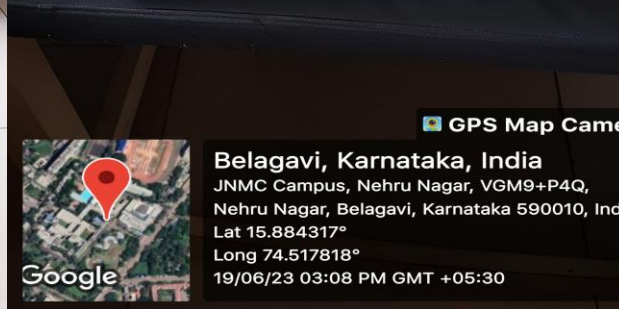 GPS Map Came
Belagavi, Karnataka, India
JNMC Campus, Nehru Nagar, VGM9+P4Q,
Nehru Nagar, Belagavi, Karnataka 590010, Ind
Lat 15.884317°
Long 74.517818°
19/06/23 03:08 PM GMT +05:30
Google